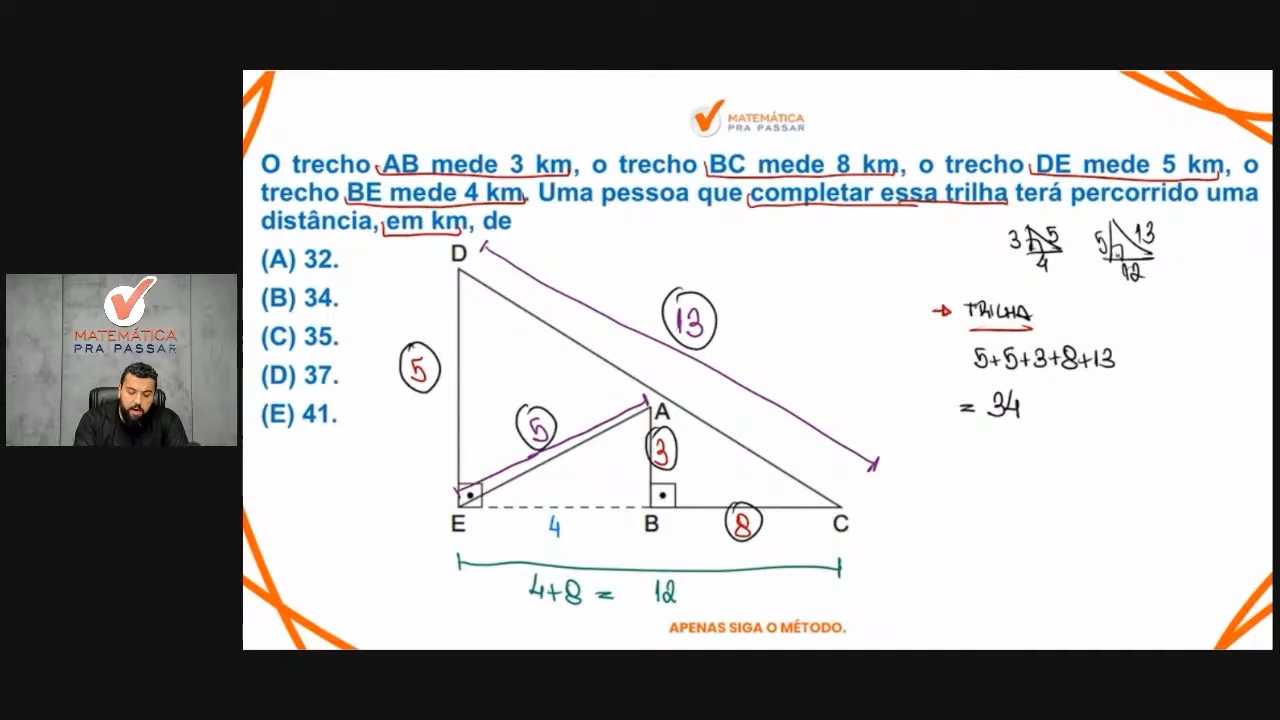 MATEMÁTICA
PRA PASSAR
O trecho AB mede 3 km, o trecho BC mede 8 km, o trecho DE mede 5 km, o
trecho BE mede 4 km. Uma pessoa que completar essa trilha terá percorrido uma
distância, em km, de
(A) 32.
(B) 34.
(C) 35.
(D) 37.
(E) 41.
D
13
5
5
A
3
E
4
B
8
C
4+8 = 12
3 5
4
5 13
12
TRILHA
5+5+3+8+13
= 34
MATEMÁTICA
PRA PASSAR
APENAS SIGA O MÉTODO.